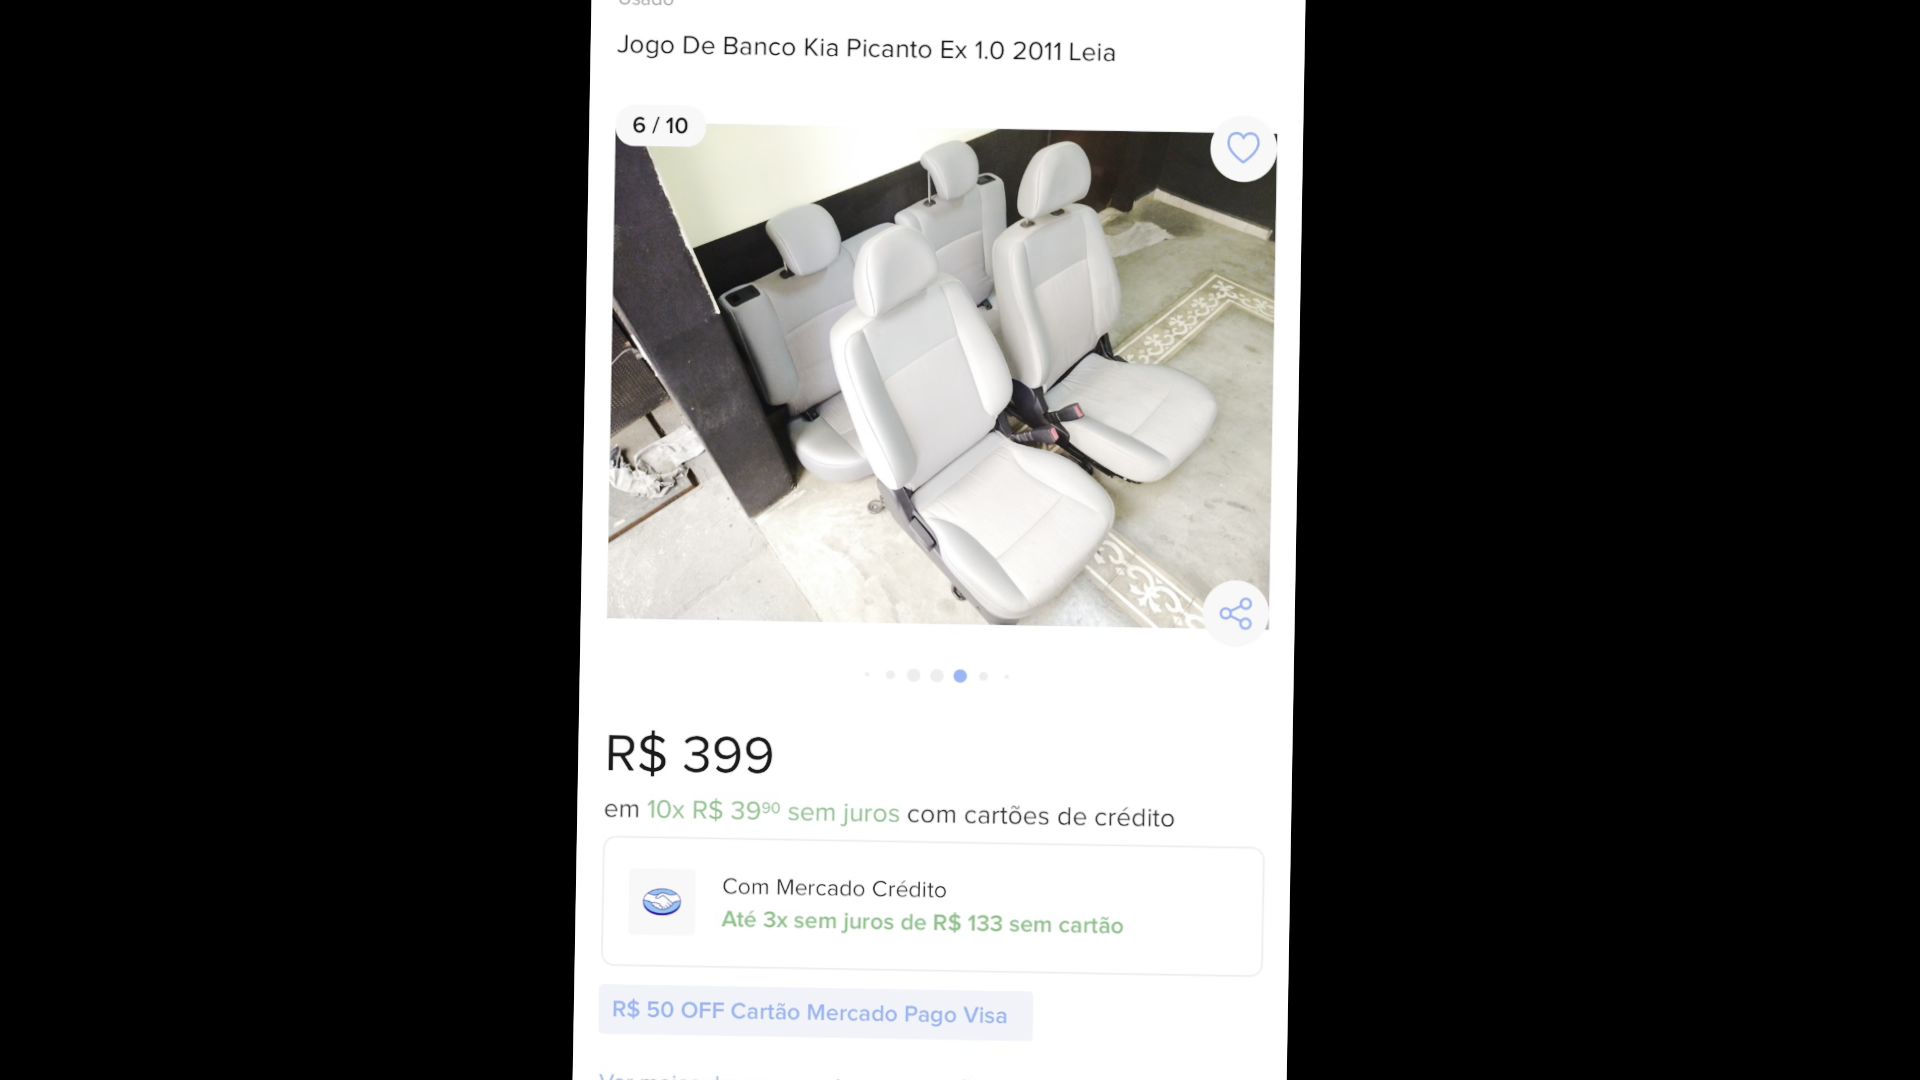 Usado
Jogo De Banco Kia Picanto Ex 1.0 2011 Leia
6 / 10
R$ 399
em 10x R$ 39⁹⁰ sem juros com cartões de crédito
Com Mercado Crédito
Até 3x sem juros de R$ 133 sem cartão
R$ 50 OFF Cartão Mercado Pago Visa